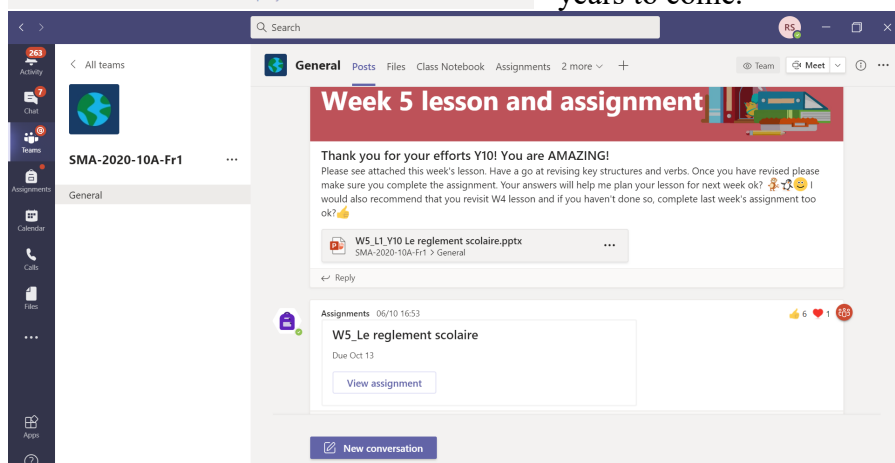 years to come.
Search
RS
263
Activity
7
Chat
Teams
Assignments
Calendar
Calls
Files
Apps
All teams
SMA-2020-10A-Fr1
General
General Posts Files Class Notebook Assignments 2 more
Team
Meet
Week 5 lesson and assignment
Thank you for your efforts Y10! You are AMAZING!
Please see attached this week's lesson. Have a go at revising key structures and verbs. Once you have revised please
make sure you complete the assignment. Your answers will help me plan your lesson for next week ok? I
would also recommend that you revisit W4 lesson and if you haven't done so, complete last week's assignment too
ok?
W5_L1_Y10 Le reglement scolaire.pptx
SMA-2020-10A-Fr1 > General
Reply
Assignments 06/10 16:53
6 1
W5_Le reglement scolaire
Due Oct 13
View assignment
New conversation